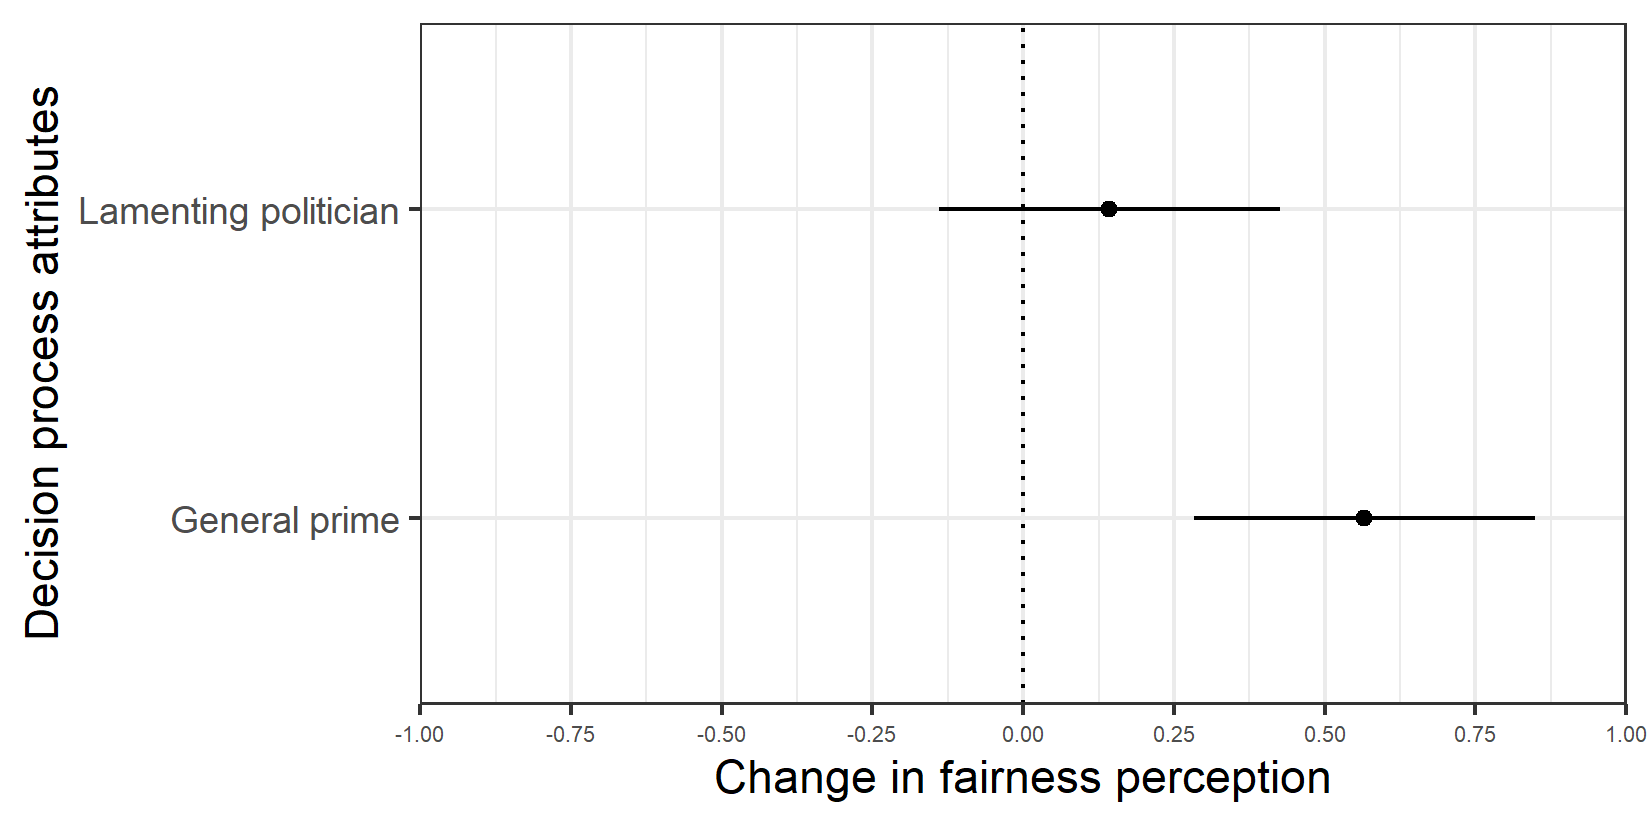 Decision process attributes
Lamenting politician
General prime
-1.00 -0.75 -0.50 -0.25 0.00 0.25 0.50 0.75 1.00
Change in fairness perception